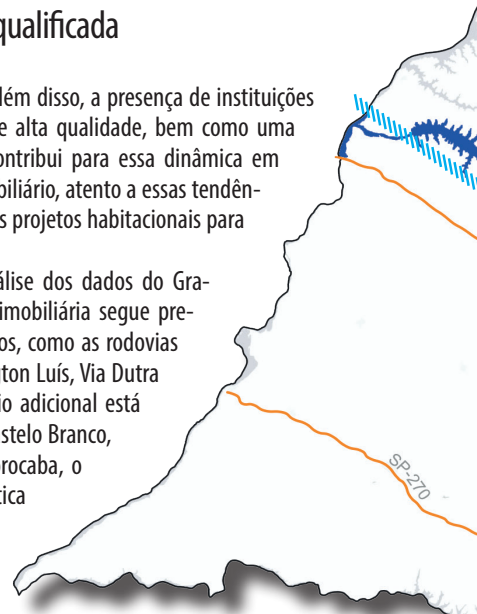 qualificada
lém disso, a presença de instituições
e alta qualidade, bem como uma
ontribui para essa dinâmica em
biliário, atento a essas tendên-
s projetos habitacionais para
álise dos dados do Gra-
imobiliária segue pre-
os, como as rodovias
gton Luís, Via Dutra
io adicional está
stelo Branco,
orocaba, o
tica
SP-270